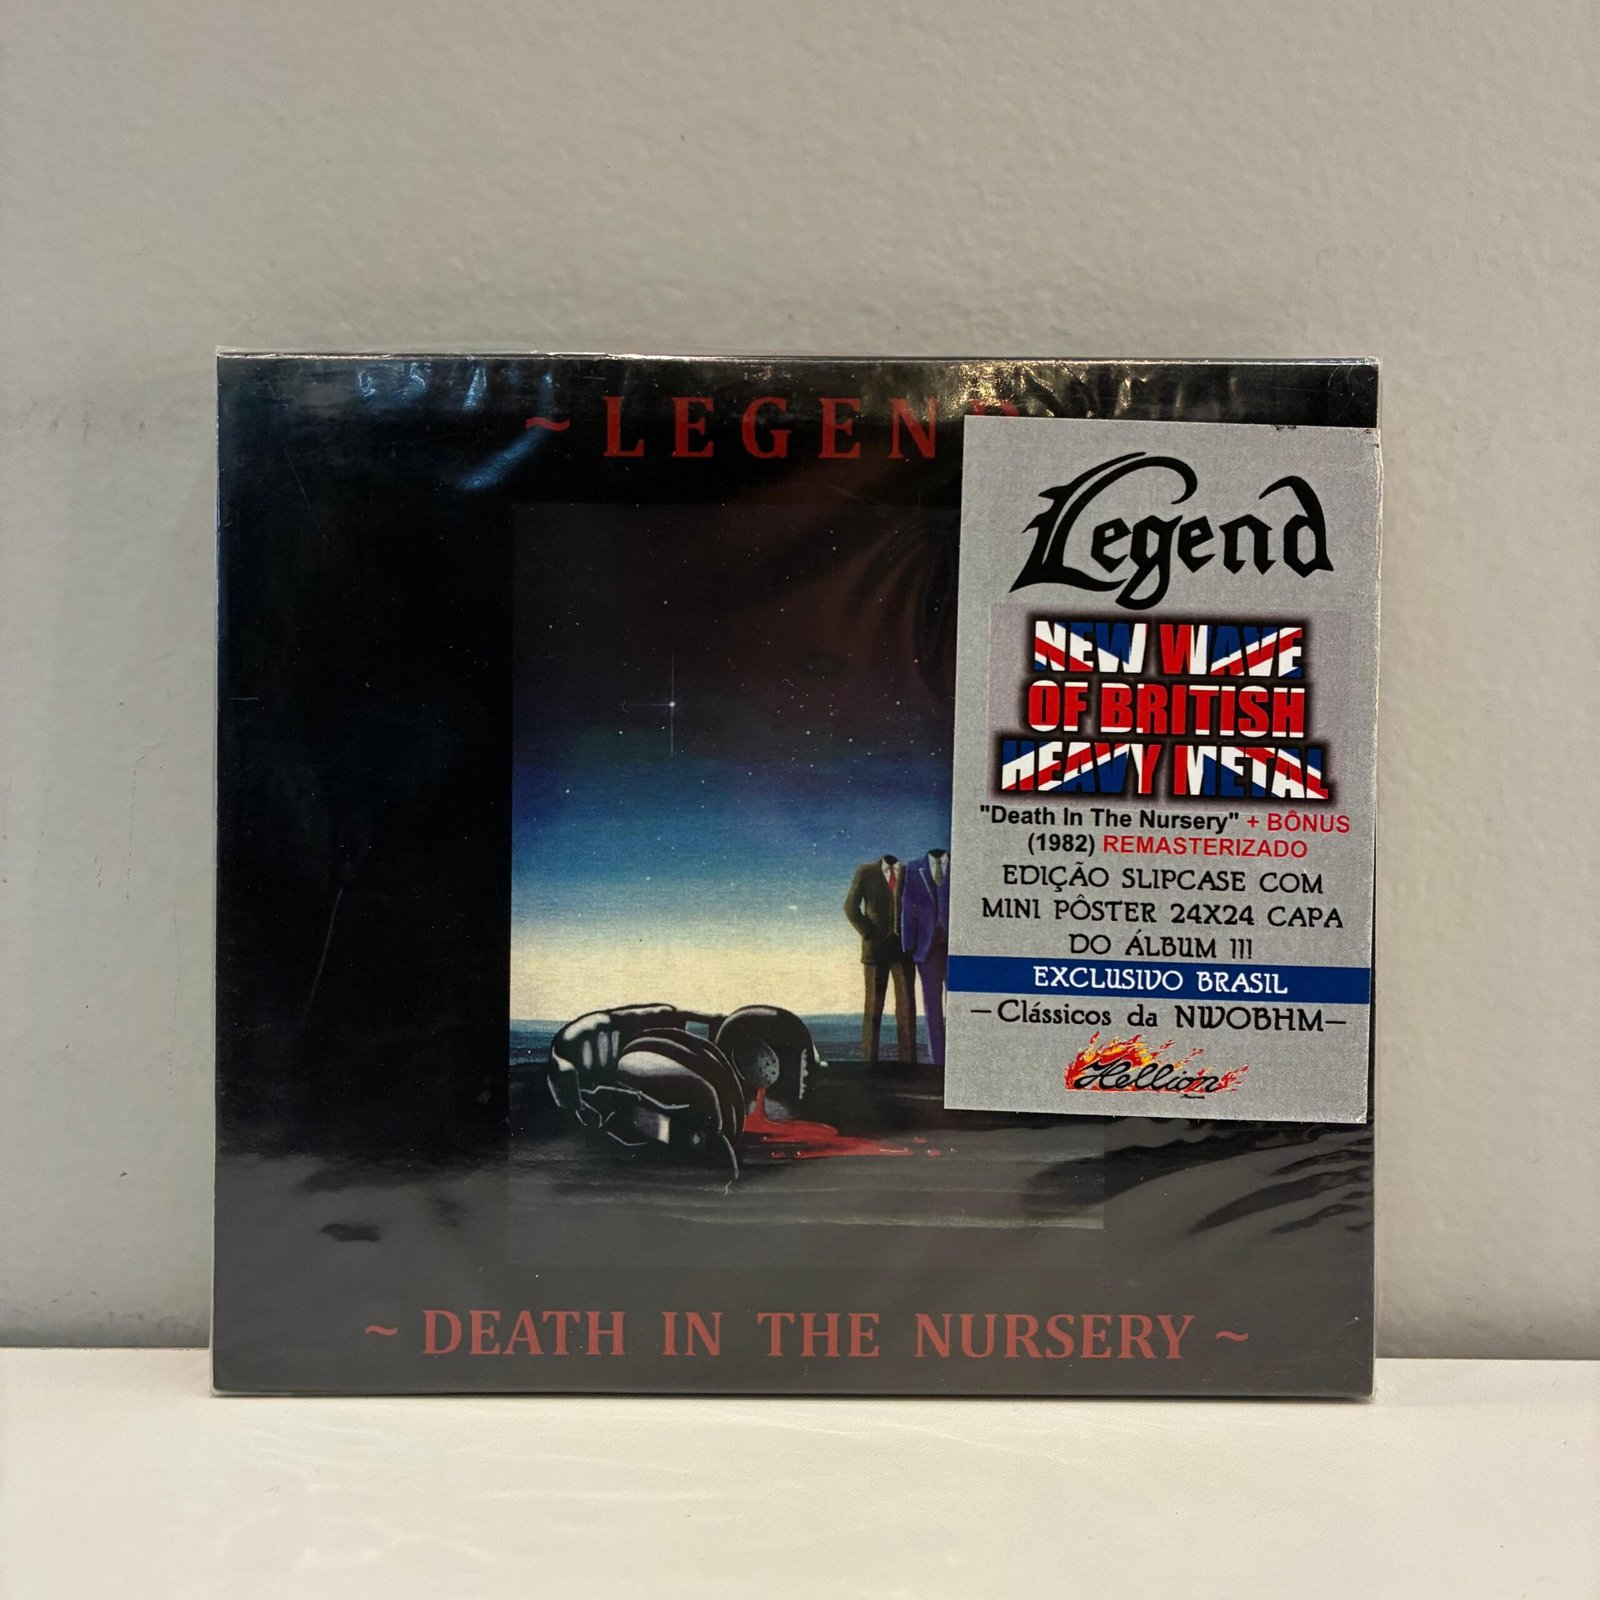 ~ LEGEND
Legend
NEW WAVE
OF BRITISH
HEAVY METAL
"Death In The Nursery" + BÔNUS
(1982) REMASTERIZADO
EDIÇÃO SLIPCASE COM
MINI PÔSTER 24X24 CAPA
DO ÁLBUM !!!
EXCLUSIVO BRASIL
—Clássicos da NWOBHM—
Hellion
~ DEATH IN THE NURSERY ~